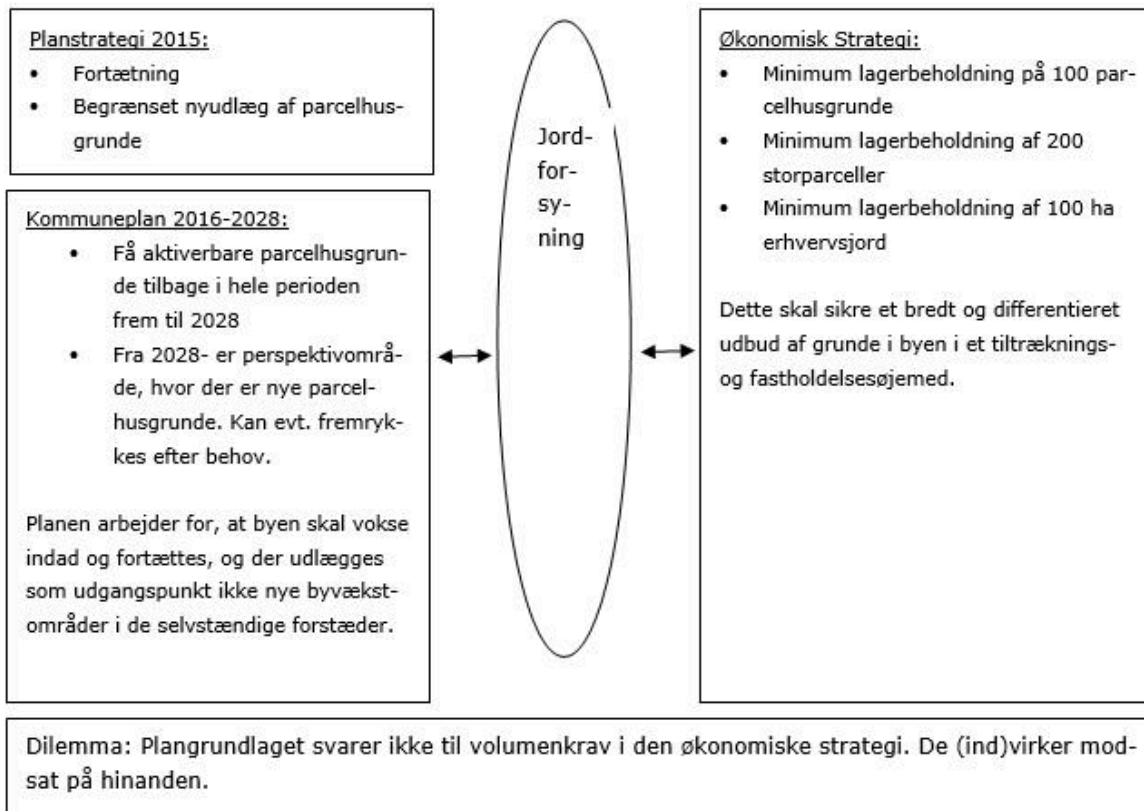 Planstrategi 2015:
• Fortætning
• Begrænset nyudlæg af parcelhus-
grunde
Kommuneplan 2016-2028:
• Få aktiverbare parcelhusgrun-
de tilbage i hele perioden
frem til 2028
• Fra 2028- er perspektivområ-
de, hvor der er nye parcel-
husgrunde. Kan evt. fremryk-
kes efter behov.
Planen arbejder for, at byen skal vokse
indad og fortættes, og der udlægges
som udgangspunkt ikke nye byvækst-
områder i de selvstændige forstæder.
Jord-
for-
sy-
ning
Økonomisk Strategi:
• Minimum lagerbeholdning på 100 par-
celhusgrunde
• Minimum lagerbeholdning af 200
storparceller
• Minimum lagerbeholdning af 100 ha
erhvervsjord
Dette skal sikre et bredt og differentieret
udbud af grunde i byen i et tiltræknings-
og fastholdelsesøjemed.
Dilemma: Plangrundlaget svarer ikke til volumenkrav i den økonomiske strategi. De (ind)virker mod-
sat på hinanden.